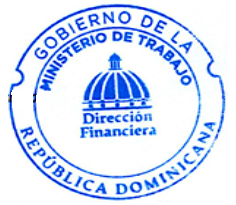 GOBIERNO DE LA
MINISTERIO DE TRABAJO
Dirección
Financiera
REPÚBLICA DOMINICANA